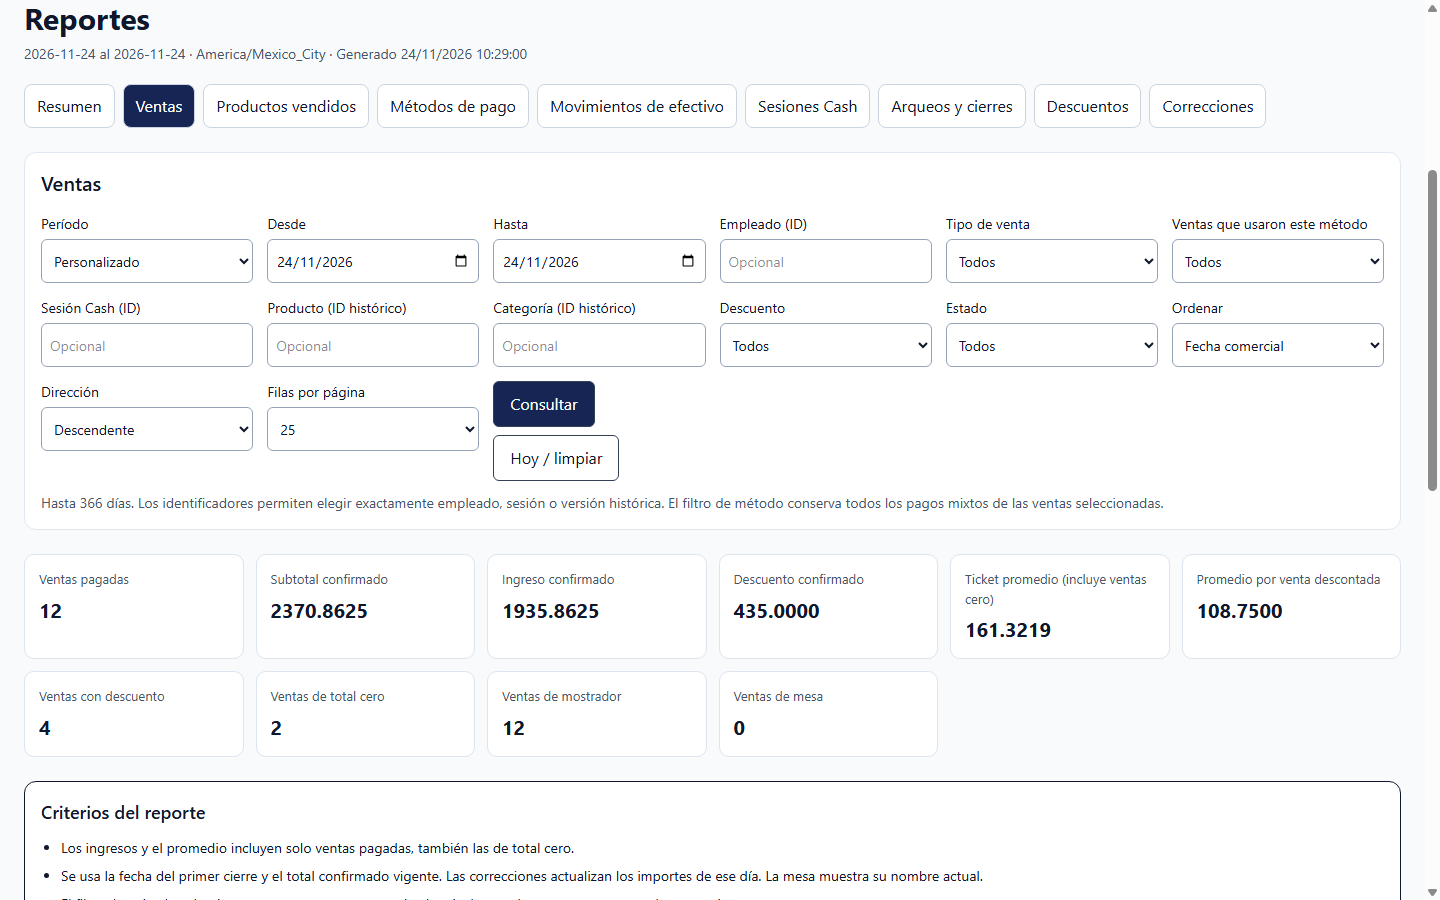 Reportes
2026-11-24 al 2026-11-24 · America/Mexico_City · Generado 24/11/2026 10:29:00
Resumen Ventas Productos vendidos Métodos de pago Movimientos de efectivo Sesiones Cash Arqueos y cierres Descuentos Correcciones
Ventas
Período Desde Hasta Empleado (ID) Tipo de venta Ventas que usaron este método
Personalizado 24/11/2026 24/11/2026 Opcional Todos Todos
Sesión Cash (ID) Producto (ID histórico) Categoría (ID histórico) Descuento Estado Ordenar
Opcional Opcional Opcional Todos Todos Fecha comercial
Dirección Filas por página
Descendente 25 Consultar
Hoy / limpiar
Hasta 366 días. Los identificadores permiten elegir exactamente empleado, sesión o versión histórica. El filtro de método conserva todos los pagos mixtos de las ventas seleccionadas.
Ventas pagadas Subtotal confirmado Ingreso confirmado Descuento confirmado Ticket promedio (incluye ventas cero) Promedio por venta descontada
12 2370.8625 1935.8625 435.0000 161.3219 108.7500
Ventas con descuento Ventas de total cero Ventas de mostrador Ventas de mesa
4 2 12 0
Criterios del reporte
• Los ingresos y el promedio incluyen solo ventas pagadas, también las de total cero.
• Se usa la fecha del primer cierre y el total confirmado vigente. Las correcciones actualizan los importes de ese día. La mesa muestra su nombre actual.